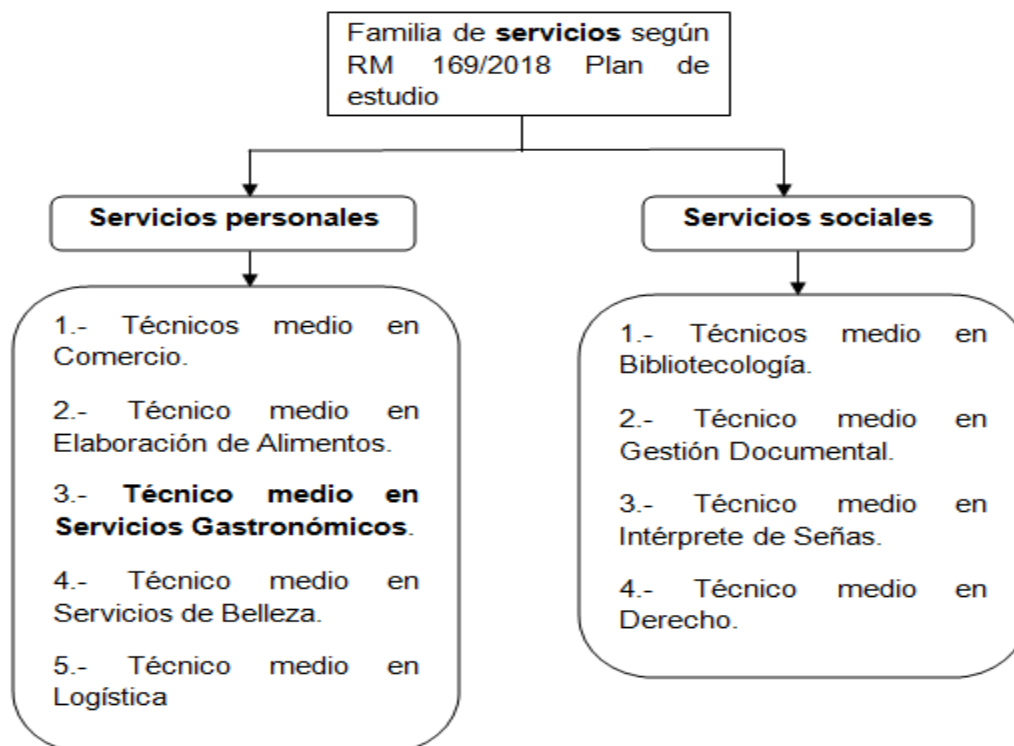 Familia de servicios según
RM 169/2018 Plan de
estudio
Servicios personales
Servicios sociales
1.- Técnicos medio en
Comercio.
2.- Técnico medio en
Elaboración de Alimentos.
3.- Técnico medio en
Servicios Gastronómicos.
4.- Técnico medio en
Servicios de Belleza.
5.- Técnico medio en
Logística
1.- Técnicos medio en
Bibliotecología.
2.- Técnico medio en
Gestión Documental.
3.- Técnico medio en
Intérprete de Señas.
4.- Técnico medio en
Derecho.